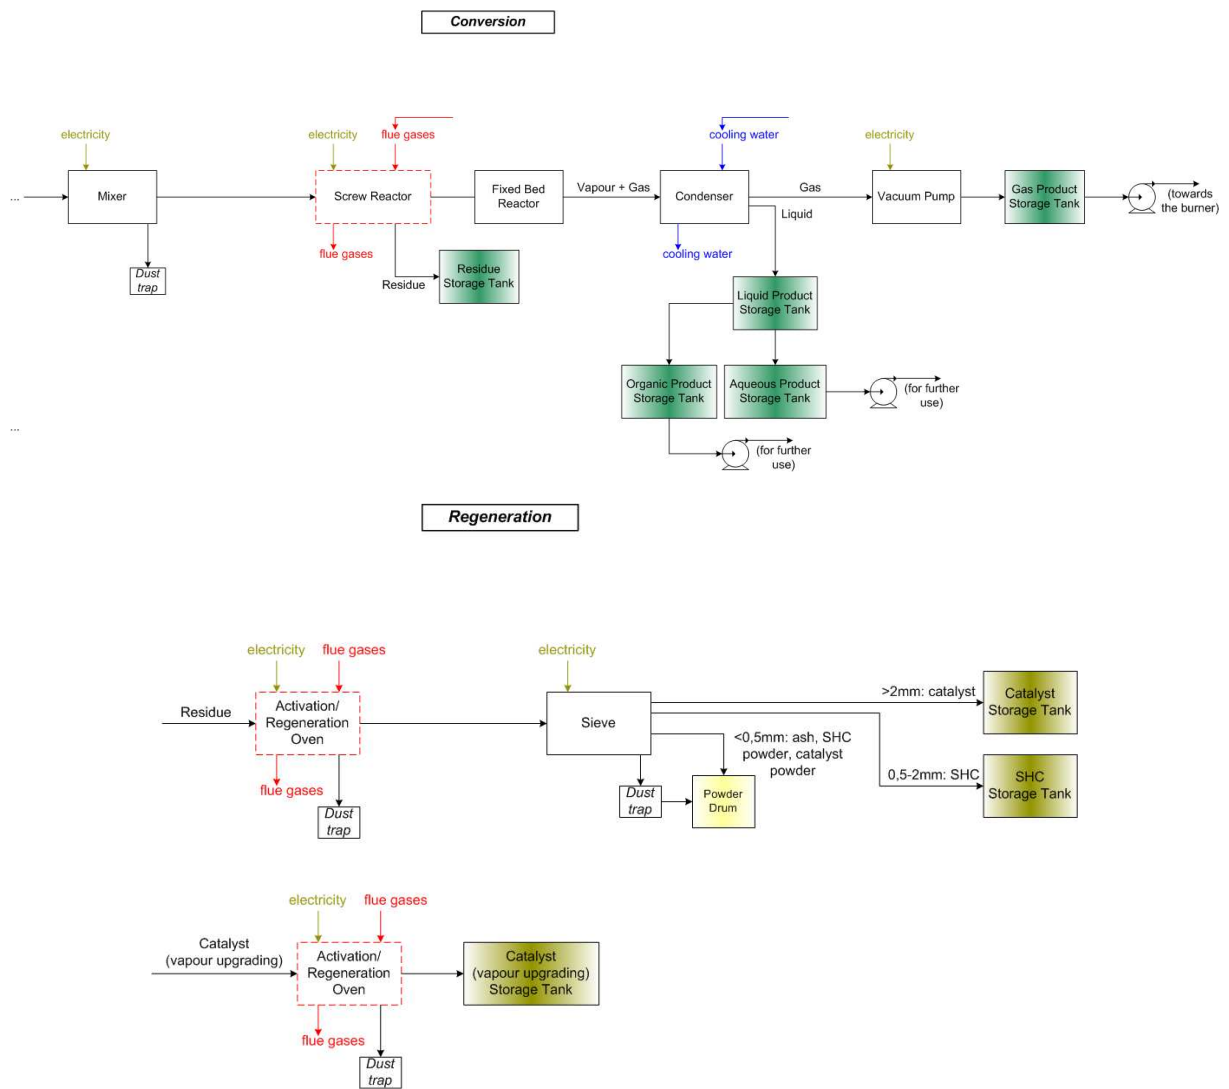 Conversion
electricity
electricity
flue gases
cooling water
electricity
...
Mixer
Screw Reactor
Fixed Bed
Reactor
Vapour + Gas
Condenser
Gas
Liquid
Vacuum Pump
Gas Product
Storage Tank
(towards
the burner)
Dust
trap
flue gases
Residue
Residue
Storage Tank
cooling water
Liquid Product
Storage Tank
Organic Product
Storage Tank
Aqueous Product
Storage Tank
(for further
use)
...
(for further
use)
Regeneration
electricity
flue gases
electricity
Residue
Activation/
Regeneration
Oven
Sieve
>2mm: catalyst
Catalyst
Storage Tank
<0,5mm: ash, SHC
powder, catalyst
powder
0,5-2mm: SHC
SHC
Storage Tank
flue gases
Dust
trap
Dust
trap
Powder
Drum
electricity
flue gases
Catalyst
(vapour upgrading)
Activation/
Regeneration
Oven
Catalyst
(vapour upgrading)
Storage Tank
flue gases
Dust
trap